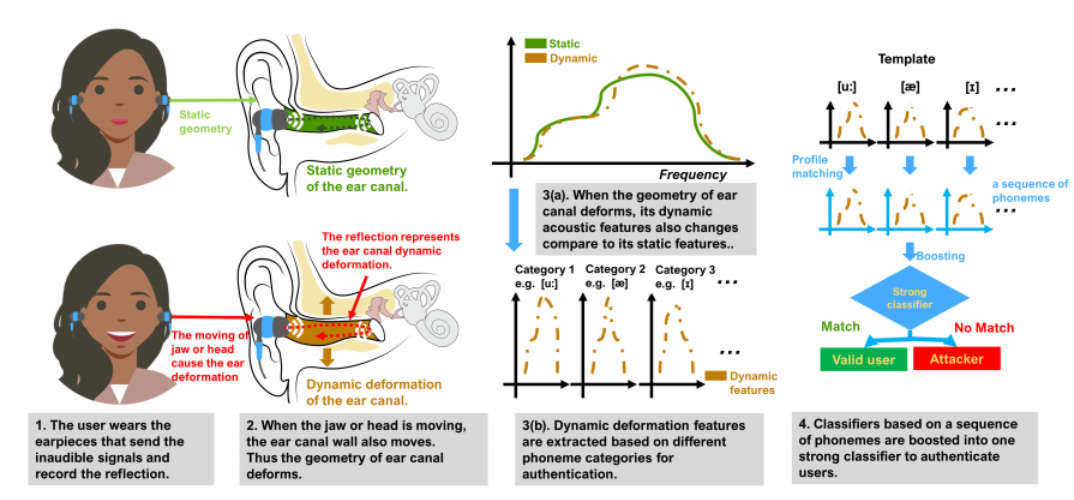 Static
geometry
Static geometry
of the ear canal.
The moving of
jaw or head
cause the ear
deformation
The reflection represents
the ear canal dynamic
deformation.
Dynamic deformation
of the ear canal.
1. The user wears the
earpieces that send the
inaudible signals and
record the reflection.
2. When the jaw or head is moving,
the ear canal wall also moves.
Thus the geometry of ear canal
deforms.
Static
Dynamic
Frequency
3(a). When the geometry of ear
canal deforms, its dynamic
acoustic features also changes
compare to its static features..
Category 1
e.g. [u:]
Category 2
e.g. [æ]
Category 3
e.g. [ɪ]
...
...
Dynamic
features
3(b). Dynamic deformation features
are extracted based on different
phoneme categories for
authentication.
Template
[u:] [æ] [ɪ] ...
...
Profile
matching
a sequence of
phonemes
...
Boosting
Strong
classifier
Match
No Match
Valid user
Attacker
4. Classifiers based on a sequence
of phonemes are boosted into one
strong classifier to authenticate
users.